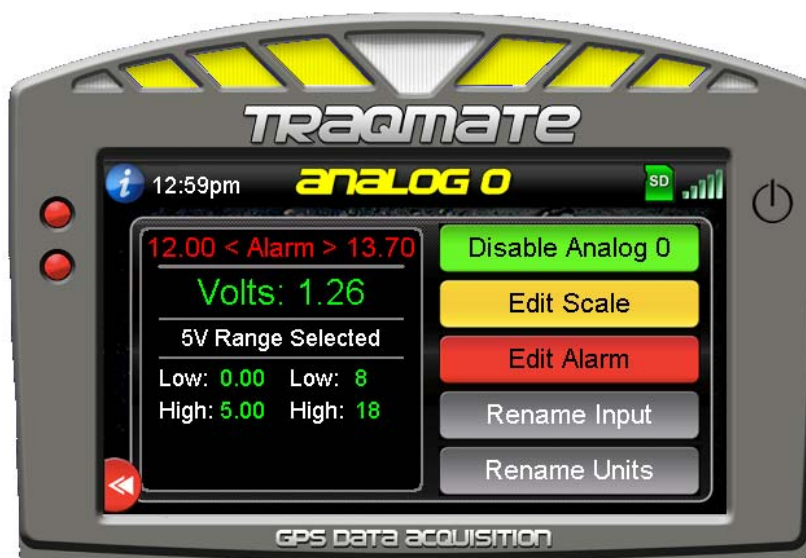 TRAQMATE
i 12:59pm ANALOG 0 SD
12.00 < Alarm > 13.70
Volts: 1.26
5V Range Selected
Low: 0.00 Low: 8
High: 5.00 High: 18
Disable Analog 0
Edit Scale
Edit Alarm
Rename Input
Rename Units
GPS DATA ACQUISITION